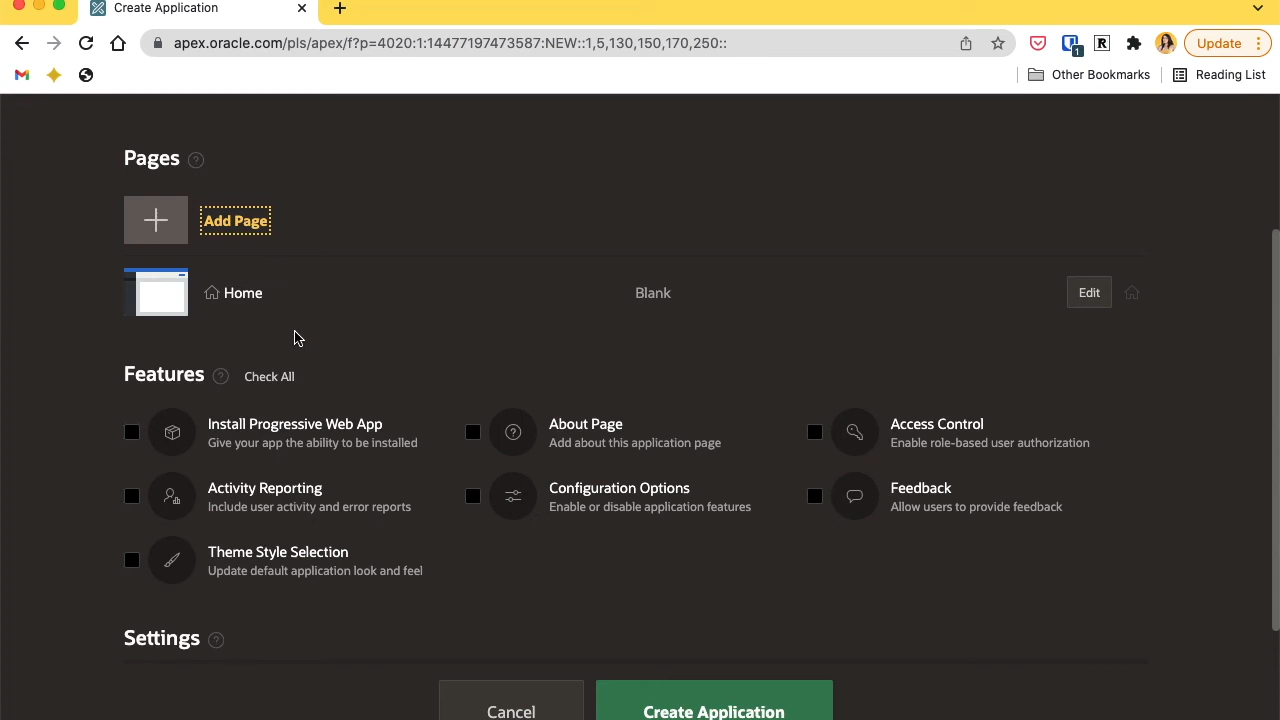 Create Application
apex.oracle.com/pls/apex/f?p=4020:1:14477197473587:NEW::1,5,130,150,170,250::
1
R
Update
Other Bookmarks
Reading List
Pages ?
Add Page
Home
Blank
Edit
Features ? Check All
Install Progressive Web App
Give your app the ability to be installed
About Page
Add about this application page
Access Control
Enable role-based user authorization
Activity Reporting
Include user activity and error reports
Configuration Options
Enable or disable application features
Feedback
Allow users to provide feedback
Theme Style Selection
Update default application look and feel
Settings ?
Cancel
Create Application